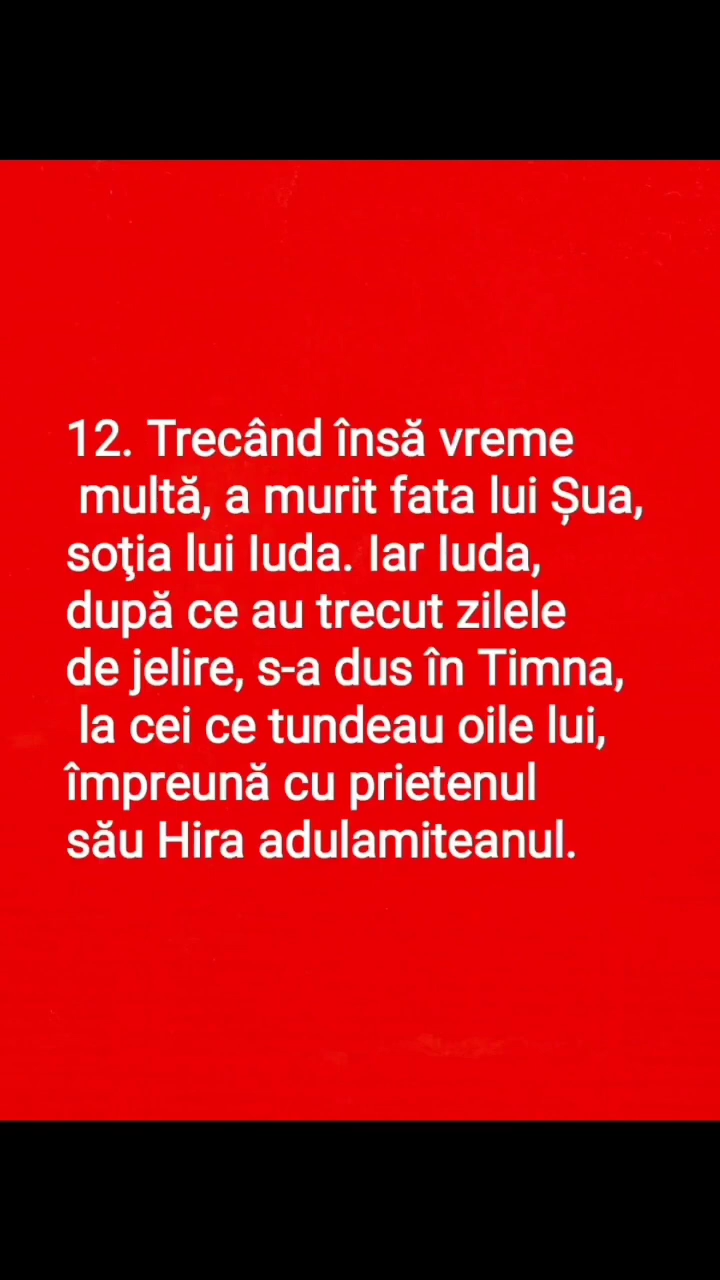 12. Trecând însă vreme
multă, a murit fata lui Șua,
soţia lui Iuda. Iar Iuda,
după ce au trecut zilele
de jelire, s-a dus în Timna,
la cei ce tundeau oile lui,
împreună cu prietenul
său Hira adulamiteanul.